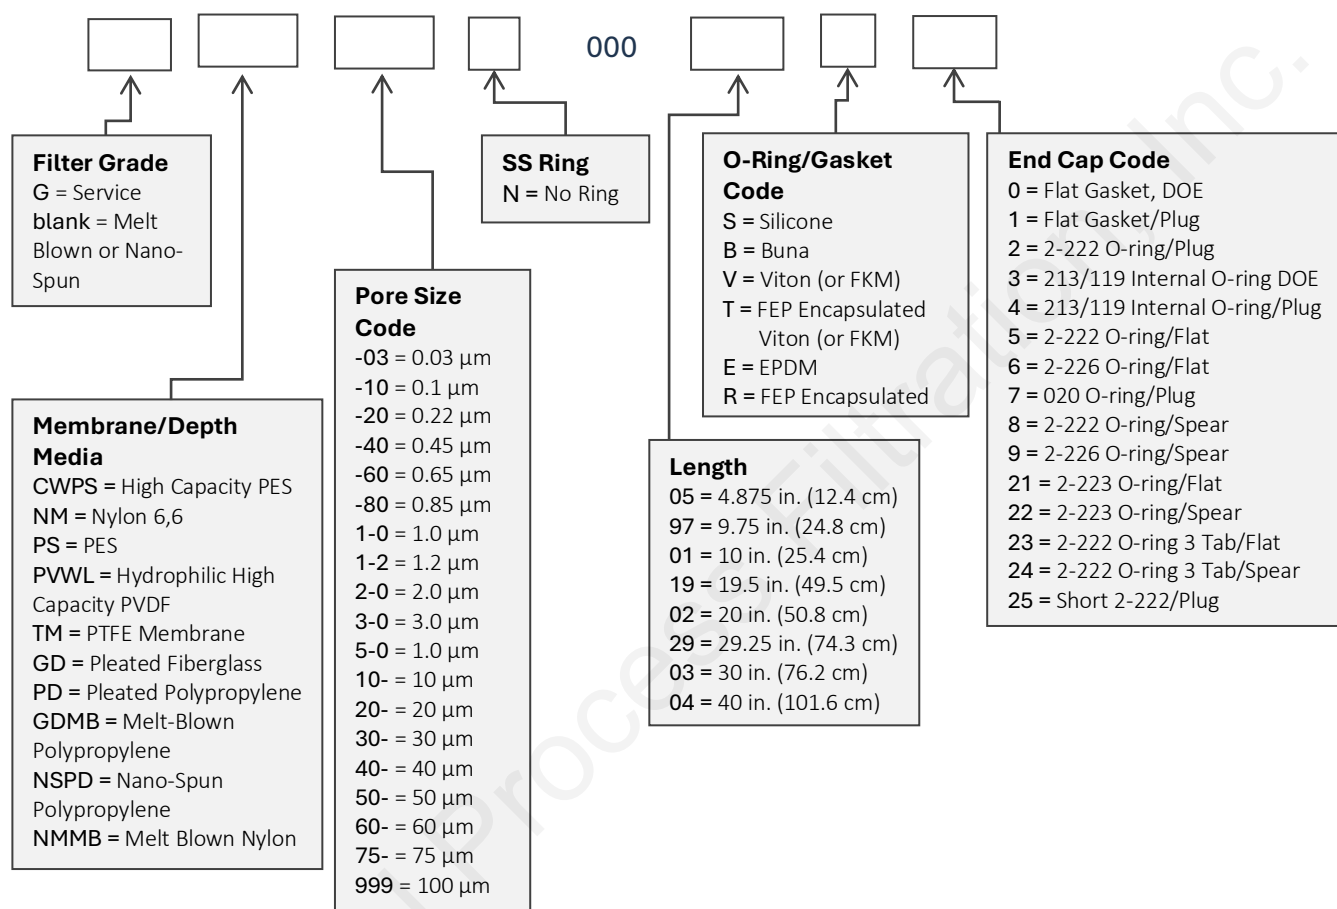 000
Filter Grade
G = Service
blank = Melt
Blown or Nano-
Spun
Membrane/Depth
Media
CWPS = High Capacity PES
NM = Nylon 6,6
PS = PES
PVWL = Hydrophilic High
Capacity PVDF
TM = PTFE Membrane
GD = Pleated Fiberglass
PD = Pleated Polypropylene
GDMB = Melt-Blown
Polypropylene
NSPD = Nano-Spun
Polypropylene
NMMB = Melt Blown Nylon
Pore Size
Code
-03 = 0.03 µm
-10 = 0.1 µm
-20 = 0.22 µm
-40 = 0.45 µm
-60 = 0.65 µm
-80 = 0.85 µm
1-0 = 1.0 µm
1-2 = 1.2 µm
2-0 = 2.0 µm
3-0 = 3.0 µm
5-0 = 1.0 µm
10- = 10 µm
20- = 20 µm
30- = 30 µm
40- = 40 µm
50- = 50 µm
60- = 60 µm
75- = 75 µm
999 = 100 µm
SS Ring
N = No Ring
Length
05 = 4.875 in. (12.4 cm)
97 = 9.75 in. (24.8 cm)
01 = 10 in. (25.4 cm)
19 = 19.5 in. (49.5 cm)
02 = 20 in. (50.8 cm)
29 = 29.25 in. (74.3 cm)
03 = 30 in. (76.2 cm)
04 = 40 in. (101.6 cm)
O-Ring/Gasket
Code
S = Silicone
B = Buna
V = Viton (or FKM)
T = FEP Encapsulated
Viton (or FKM)
E = EPDM
R = FEP Encapsulated
End Cap Code
0 = Flat Gasket, DOE
1 = Flat Gasket/Plug
2 = 2-222 O-ring/Plug
3 = 213/119 Internal O-ring DOE
4 = 213/119 Internal O-ring/Plug
5 = 2-222 O-ring/Flat
6 = 2-226 O-ring/Flat
7 = 020 O-ring/Plug
8 = 2-222 O-ring/Spear
9 = 2-226 O-ring/Spear
21 = 2-223 O-ring/Flat
22 = 2-223 O-ring/Spear
23 = 2-222 O-ring 3 Tab/Flat
24 = 2-222 O-ring 3 Tab/Spear
25 = Short 2-222/Plug
Process Filtration, Inc.